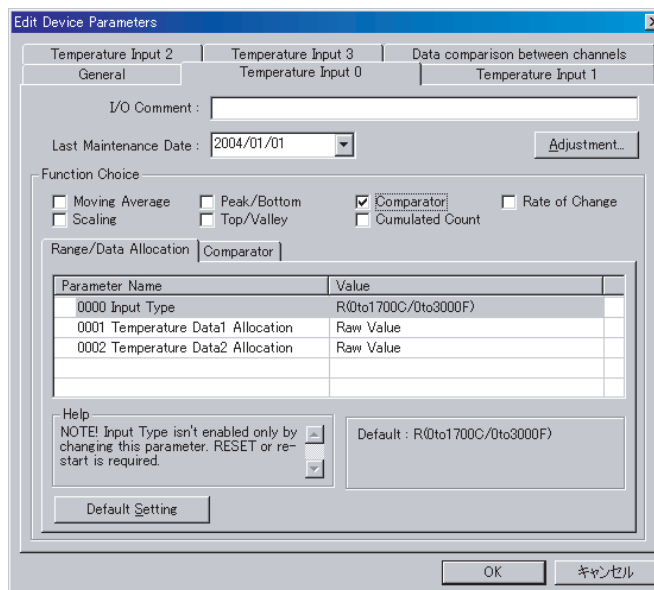 Edit Device Parameters
Temperature Input 2 Temperature Input 3 Data comparison between channels
General Temperature Input 0 Temperature Input 1
I/O Comment :
Last Maintenance Date : 2004/01/01 Adjustment...
Function Choice
Moving Average Peak/Bottom Comparator Rate of Change
Scaling Top/Valley Cumulated Count
Range/Data Allocation Comparator
Parameter Name Value
0000 Input Type R(0to1700C/0to3000F)
0001 Temperature Data1 Allocation Raw Value
0002 Temperature Data2 Allocation Raw Value
Help
NOTE! Input Type isn't enabled only by
changing this parameter. RESET or re-
start is required.
Default : R(0to1700C/0to3000F)
Default Setting
OK キャンセル